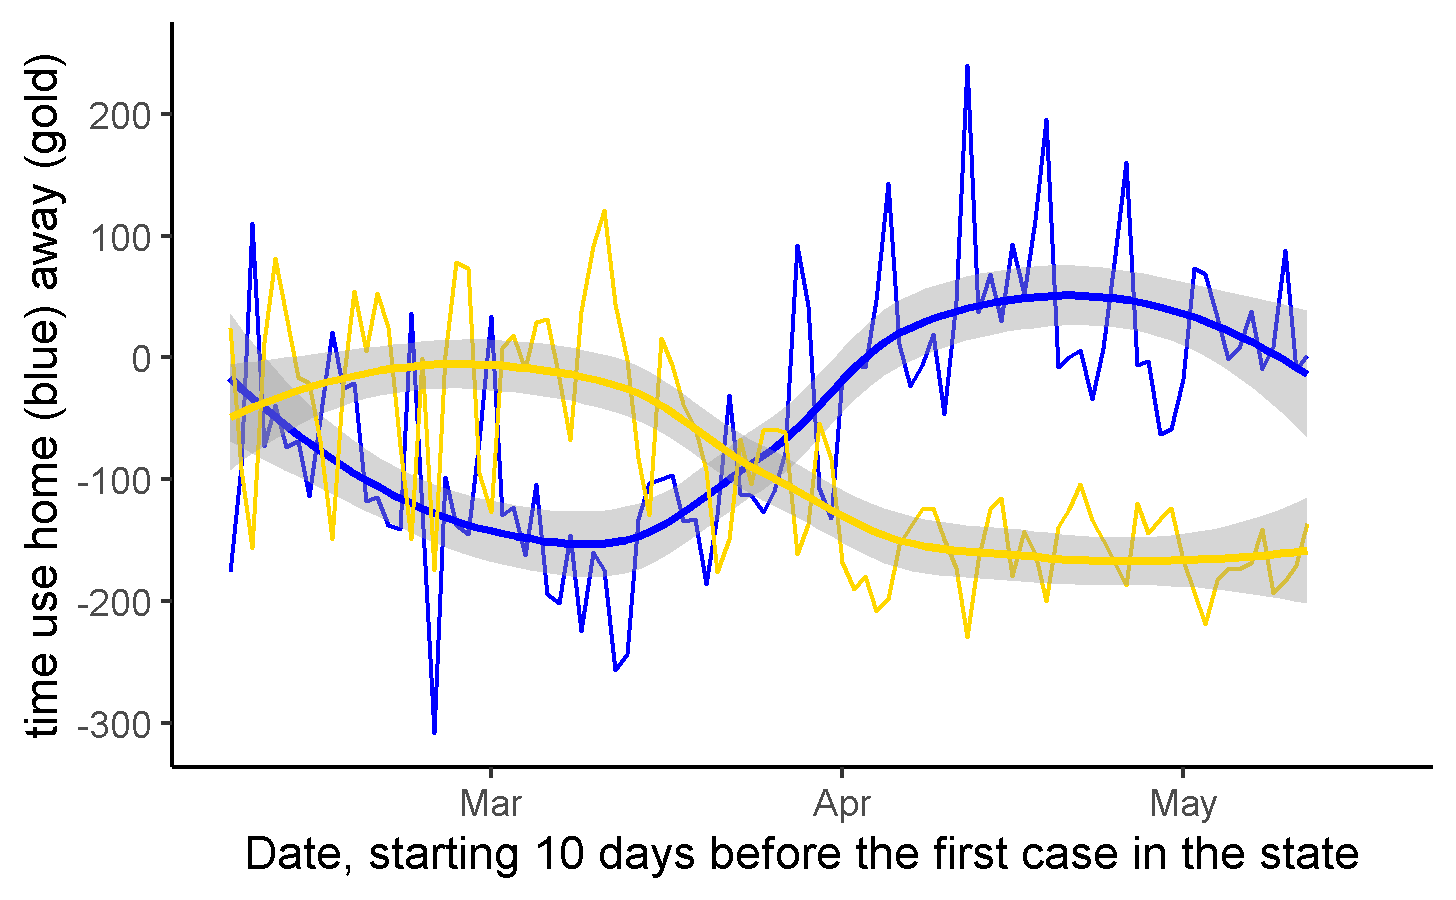 time use home (blue) away (gold)
200
100
0
-100
-200
-300
Mar Apr May
Date, starting 10 days before the first case in the state